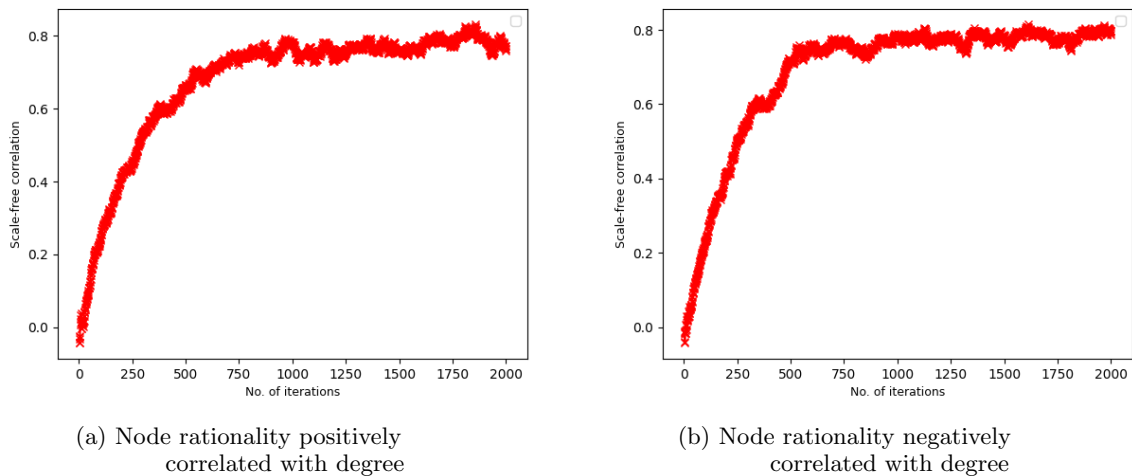 0.8
0.6
0.4
0.2
0.0
Scale-free correlation
0 250 500 750 1000 1250 1500 1750 2000
No. of iterations
(a) Node rationality positively
correlated with degree
0.8
0.6
0.4
0.2
0.0
Scale-free correlation
0 250 500 750 1000 1250 1500 1750 2000
No. of iterations
(b) Node rationality negatively
correlated with degree